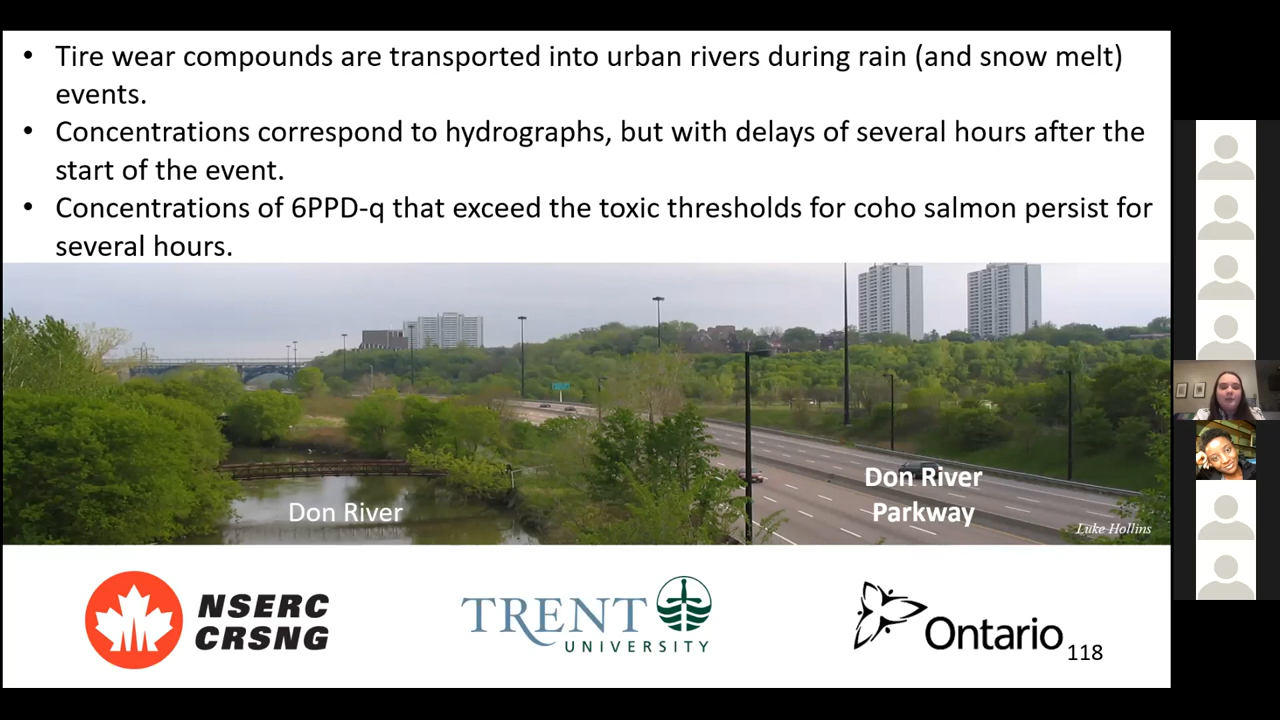 • Tire wear compounds are transported into urban rivers during rain (and snow melt)
events.
• Concentrations correspond to hydrographs, but with delays of several hours after the
start of the event.
• Concentrations of 6PPD-q that exceed the toxic thresholds for coho salmon persist for
several hours.
Don River
Don River
Parkway
Luke Hollins
NSERC
CRSNG
TRENT
UNIVERSITY
Ontario
118